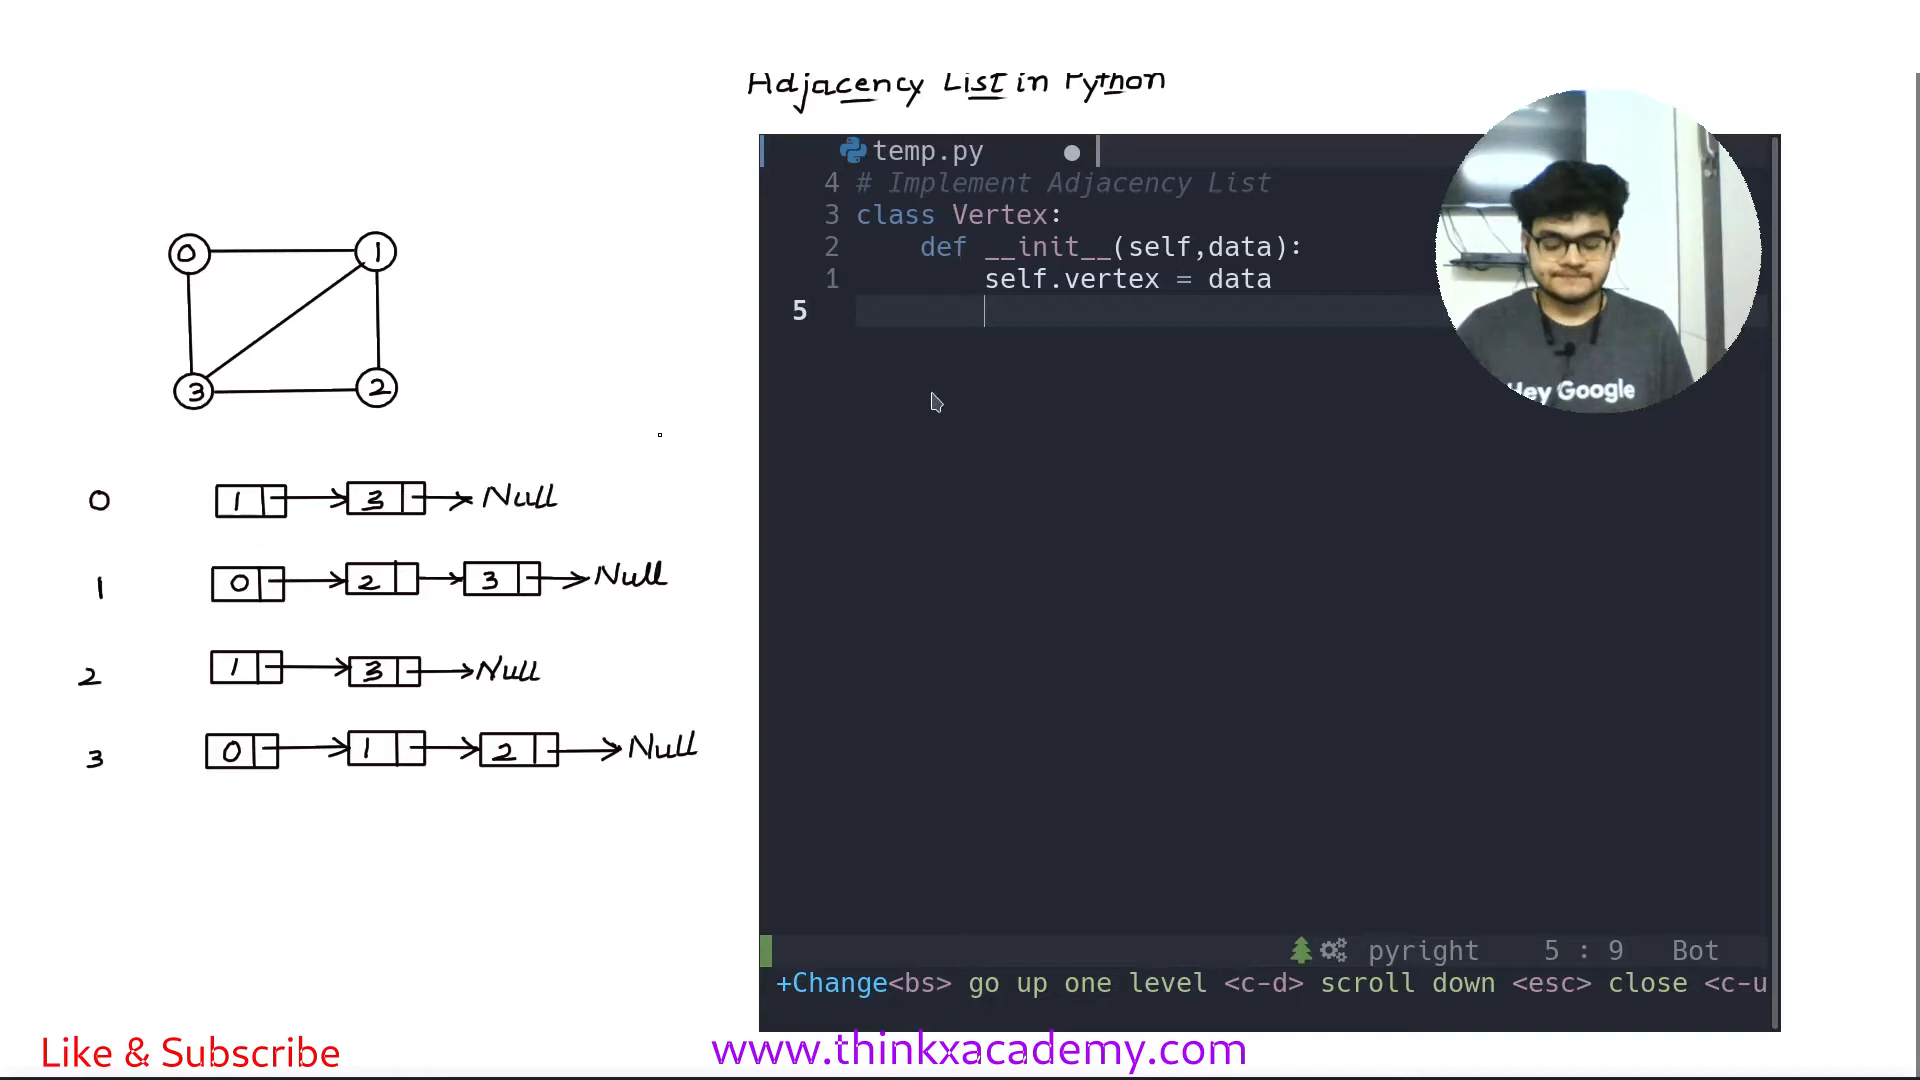 Adjacency List in Python
temp.py
4 # Implement Adjacency List
3 class Vertex:
2 def __init__(self,data):
1 self.vertex = data
5
0 1
3 2
0 1 3 Null
1 0 2 3 Null
2 1 3 Null
3 0 1 2 Null
Hey Google
pyright 5 : 9 Bot
+Change<bs> go up one level <c-d> scroll down <esc> close <c-u
Like & Subscribe
www.thinkxacademy.com